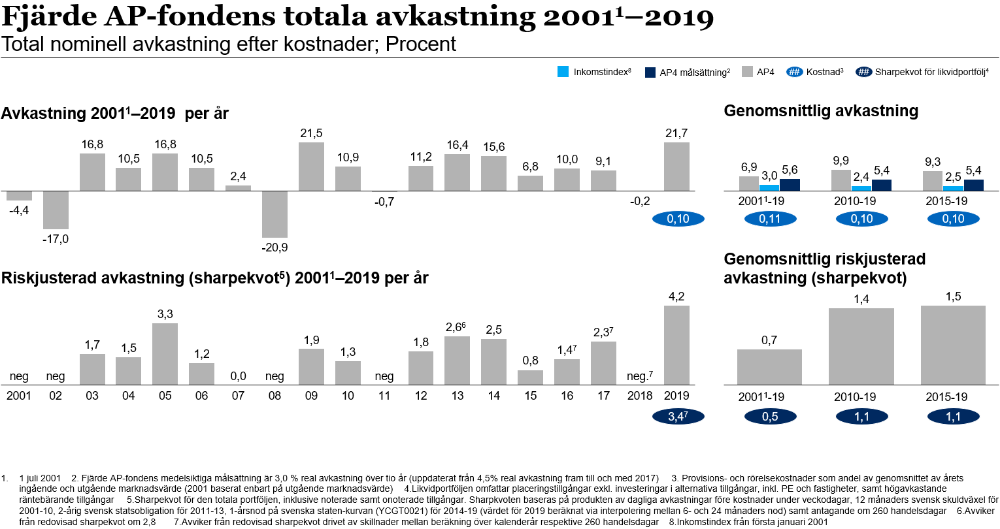 Fjärde AP-fondens totala avkastning 2001¹–2019
Total nominell avkastning efter kostnader; Procent
Inkomstindex⁸ AP4 målsättning² AP4 ## Kostnad³ ## Sharpekvot för likvidportfölj⁴
Avkastning 2001¹–2019 per år
-4,4 -17,0 16,8 10,5 16,8 10,5 2,4 -20,9 21,5 10,9 -0,7 11,2 16,4 15,6 6,8 10,0 9,1 -0,2 21,7
0,10
Genomsnittlig avkastning
6,9 3,0 5,6 9,9 2,4 5,4 9,3 2,5 5,4
2001¹-19 2010-19 2015-19
0,11 0,10 0,10
Riskjusterad avkastning (sharpekvot⁵) 2001¹–2019 per år
neg neg 1,7 1,5 3,3 1,2 0,0 neg 1,9 1,3 neg 1,8 2,6⁶ 2,5 0,8 1,4⁷ 2,3⁷ neg.⁷ 4,2
2001 02 03 04 05 06 07 08 09 10 11 12 13 14 15 16 17 2018 2019
3,4⁷
Genomsnittlig riskjusterad
avkastning (sharpekvot)
0,7 1,4 1,5
2001¹-19 2010-19 2015-19
0,5 1,1 1,1
1. 1 juli 2001 2. Fjärde AP-fondens medelsiktiga målsättning är 3,0 % real avkastning över tio år (uppdaterat från 4,5% real avkastning fram till och med 2017) 3. Provisions- och rörelsekostnader som andel av genomsnittet av årets
ingående och utgående marknadsvärde (2001 baserat enbart på utgående marknadsvärde) 4.Likvidportföljen omfattar placeringstillgångar exkl. investeringar i alternativa tillgångar, inkl. PE och fastigheter, samt högavkastande
räntebärande tillgångar 5.Sharpekvot för den totala portföljen, inklusive noterade samt onoterade tillgångar. Sharpkvoten baseras på produkten av dagliga avkastningar före kostnader under veckodagar, 12 månaders svensk skuldväxel för
2001-10, 2-årig svensk statsobligation för 2011-13, 1-årsnod på svenska staten-kurvan (YCGT0021) för 2014-19 (värdet för 2019 beräknat via interpolering mellan 6- och 24 månaders nod) samt antagande om 260 handelsdagar 6.Avviker
från redovisad sharpekvot om 2,8 7.Avviker från redovisad sharpekvot drivet av skillnader mellan beräkning över kalenderår respektive 260 handelsdagar 8.Inkomstindex från första januari 2001